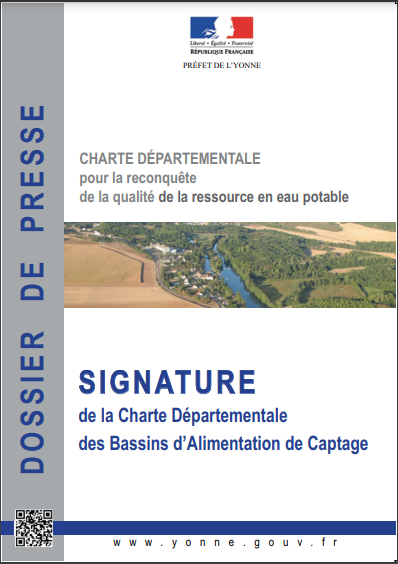 Liberté • Égalité • Fraternité
RÉPUBLIQUE FRANÇAISE
PRÉFET DE L'YONNE
DOSSIER DE PRESSE
CHARTE DÉPARTEMENTALE
pour la reconquête
de la qualité de la ressource en eau potable
SIGNATURE
de la Charte Départementale
des Bassins d'Alimentation de Captage
www.yonne.gouv.fr